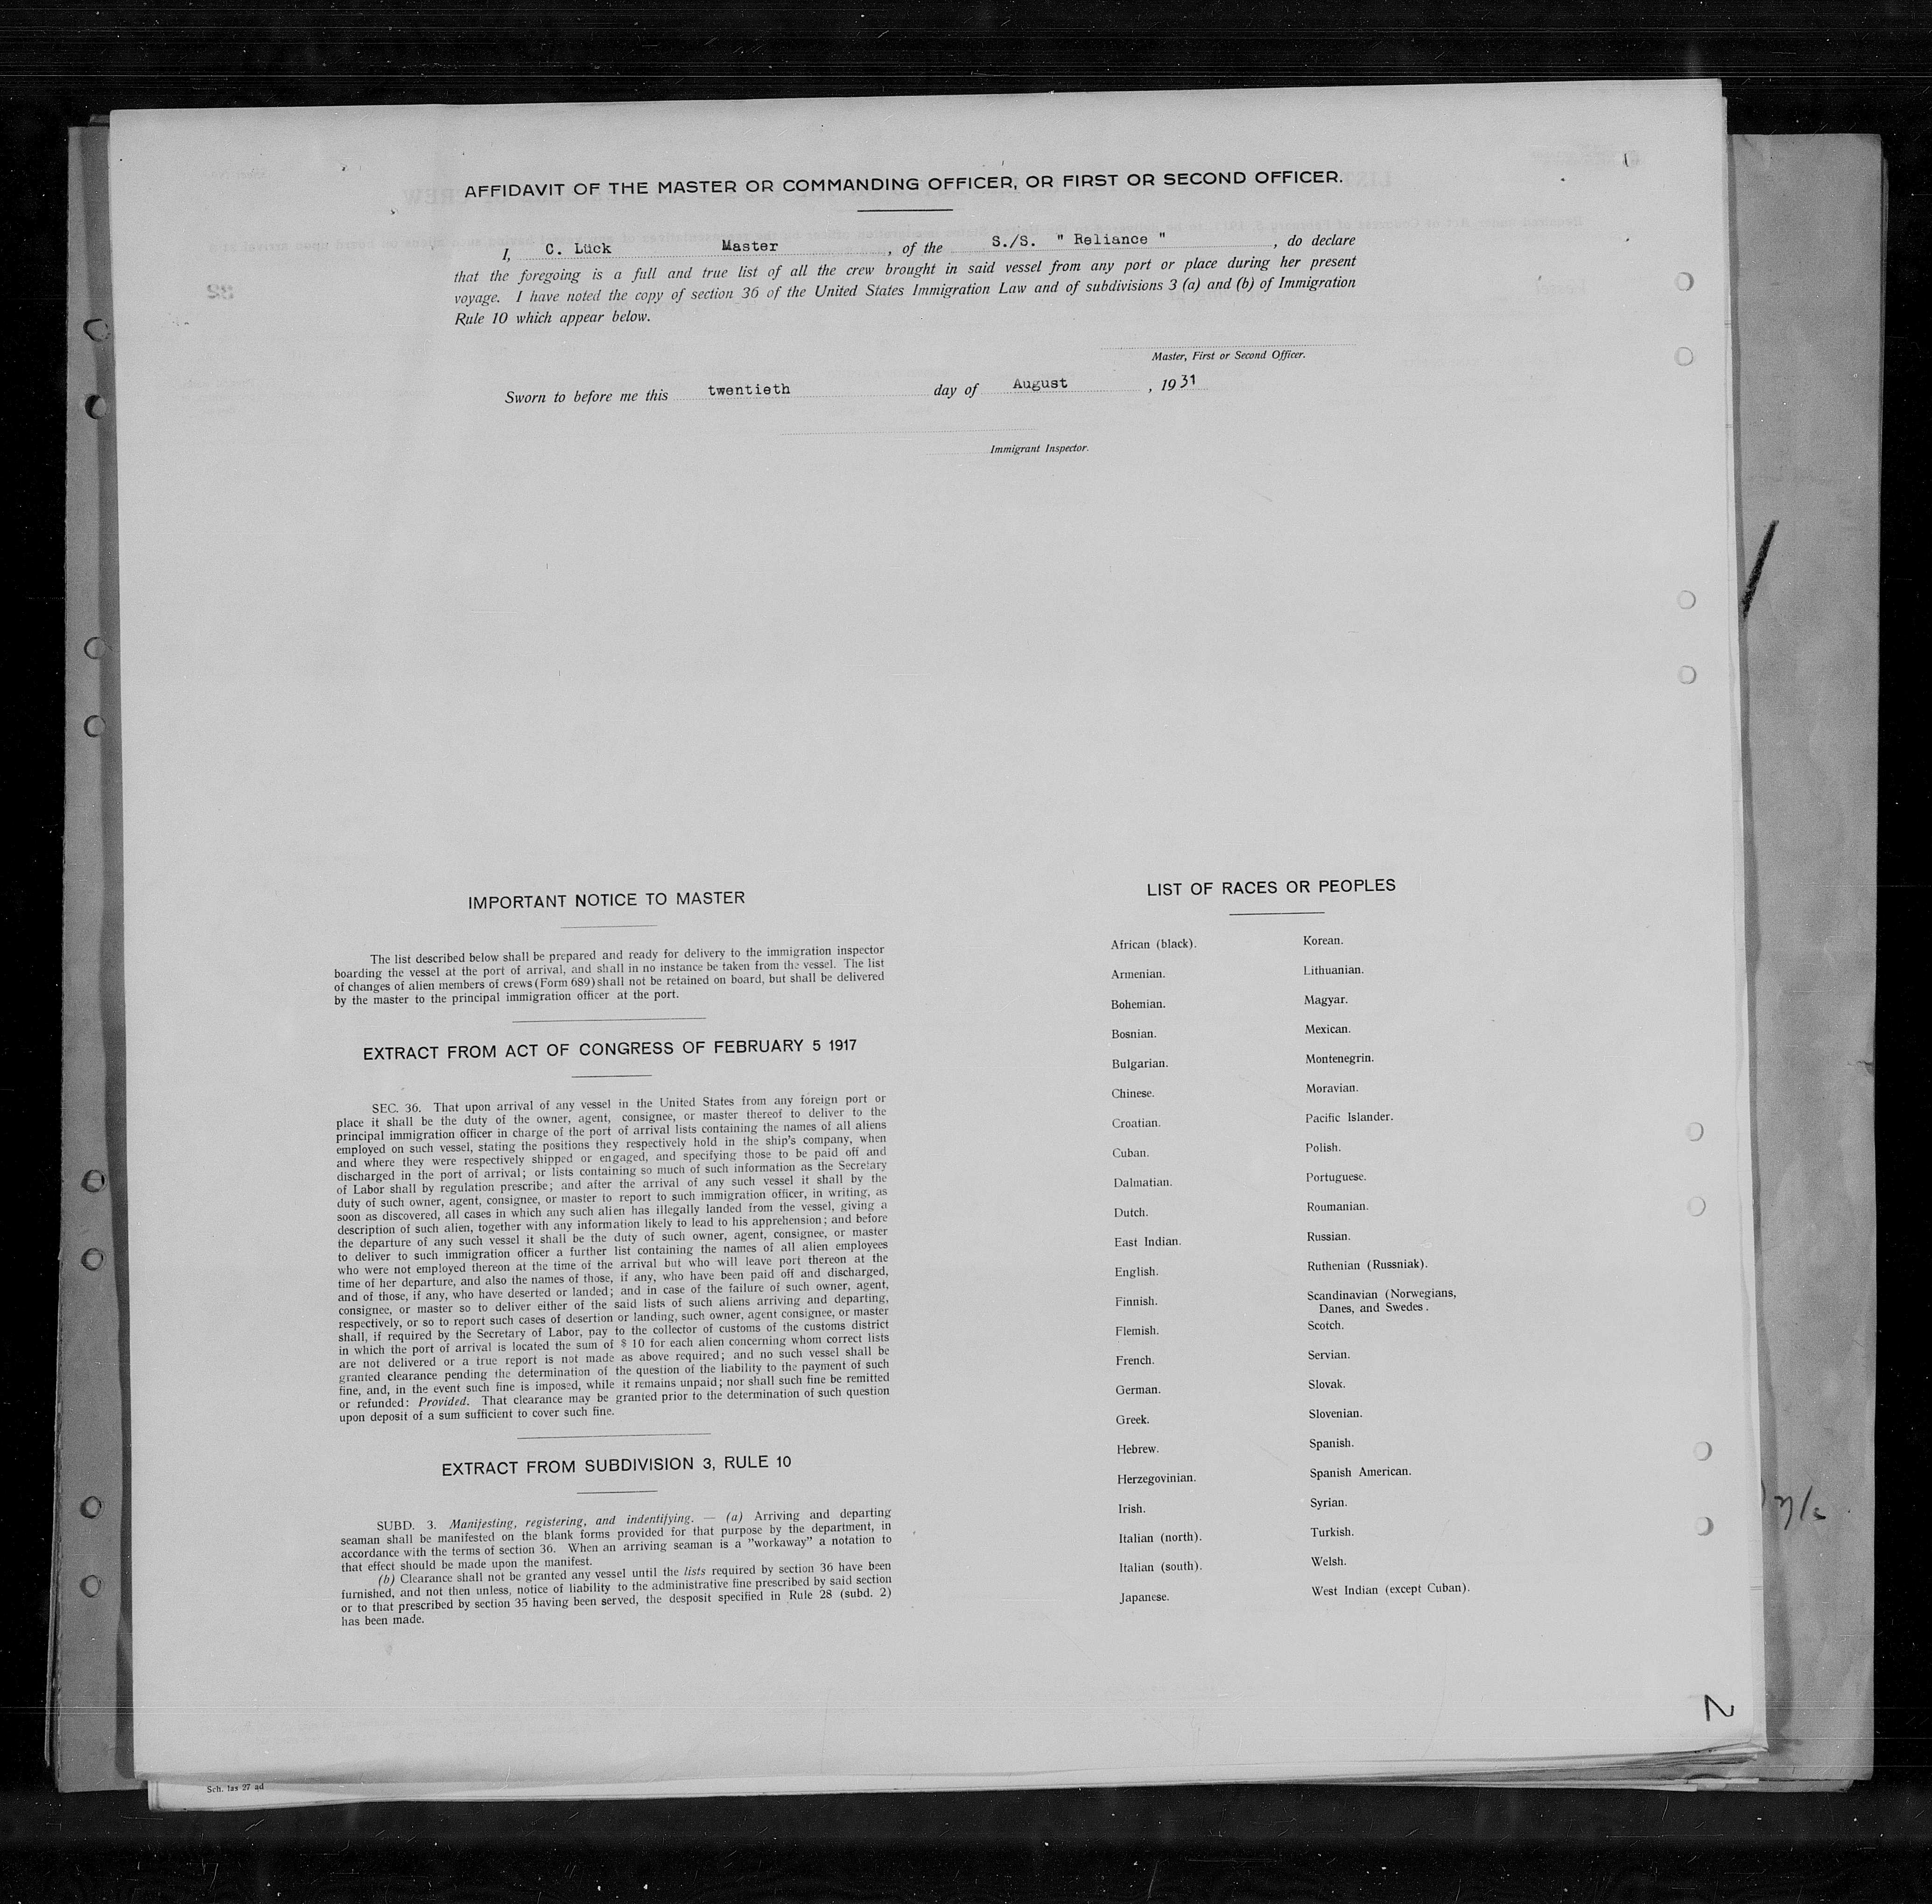 AFFIDAVIT OF THE MASTER OR COMMANDING OFFICER, OR FIRST OR SECOND OFFICER.
I, C. Lück Master , of the S./S. " Reliance " , do declare
that the foregoing is a full and true list of all the crew brought in said vessel from any port or place during her present
voyage. I have noted the copy of section 36 of the United States Immigration Law and of subdivisions 3 (a) and (b) of Immigration
Rule 10 which appear below.
Master, First or Second Officer.
Sworn to before me this twentieth day of August , 1931
Immigrant Inspector.
IMPORTANT NOTICE TO MASTER
The list described below shall be prepared and ready for delivery to the immigration inspector
boarding the vessel at the port of arrival, and shall in no instance be taken from the vessel. The list
of changes of alien members of crews (Form 689) shall not be retained on board, but shall be delivered
by the master to the principal immigration officer at the port.
EXTRACT FROM ACT OF CONGRESS OF FEBRUARY 5 1917
SEC. 36. That upon arrival of any vessel in the United States from any foreign port or
place it shall be the duty of the owner, agent, consignee, or master thereof to deliver to the
principal immigration officer in charge of the port of arrival lists containing the names of all aliens
employed on such vessel, stating the positions they respectively hold in the ship's company, when
and where they were respectively shipped or engaged, and specifying those to be paid off and
discharged in the port of arrival; or lists containing so much of such information as the Secretary
of Labor shall by regulation prescribe; and after the arrival of any such vessel it shall by the
duty of such owner, agent, consignee, or master to report to such immigration officer, in writing, as
soon as discovered, all cases in which any such alien has illegally landed from the vessel, giving a
description of such alien, together with any information likely to lead to his apprehension; and before
the departure of any such vessel it shall be the duty of such owner, agent, consignee, or master
to deliver to such immigration officer a further list containing the names of all alien employees
who were not employed thereon at the time of the arrival but who will leave port thereon at the
time of her departure, and also the names of those, if any, who have been paid off and discharged,
and of those, if any, who have deserted or landed; and in case of the failure of such owner, agent,
consignee, or master so to deliver either of the said lists of such aliens arriving and departing,
respectively, or so to report such cases of desertion or landing, such owner, agent consignee, or master
shall, if required by the Secretary of Labor, pay to the collector of customs of the customs district
in which the port of arrival is located the sum of $ 10 for each alien concerning whom correct lists
are not delivered or a true report is not made as above required; and no such vessel shall be
granted clearance pending the determination of the question of the liability to the payment of such
fine, and, in the event such fine is imposed, while it remains unpaid; nor shall such fine be remitted
or refunded: Provided. That clearance may be granted prior to the determination of such question
upon deposit of a sum sufficient to cover such fine.
EXTRACT FROM SUBDIVISION 3, RULE 10
SUBD. 3. Manifesting, registering, and indentifying. — (a) Arriving and departing
seaman shall be manifested on the blank forms provided for that purpose by the department, in
accordance with the terms of section 36. When an arriving seaman is a "workaway" a notation to
that effect should be made upon the manifest.
(b) Clearance shall not be granted any vessel until the lists required by section 36 have been
furnished, and not then unless, notice of liability to the administrative fine prescribed by said section
or to that prescribed by section 35 having been served, the desposit specified in Rule 28 (subd. 2)
has been made.
LIST OF RACES OR PEOPLES
African (black).
Armenian.
Bohemian.
Bosnian.
Bulgarian.
Chinese.
Croatian.
Cuban.
Dalmatian.
Dutch.
East Indian.
English.
Finnish.
Flemish.
French.
German.
Greek.
Hebrew.
Herzegovinian.
Irish.
Italian (north).
Italian (south).
Japanese.
Korean.
Lithuanian.
Magyar.
Mexican.
Montenegrin.
Moravian.
Pacific Islander.
Polish.
Portuguese.
Roumanian.
Russian.
Ruthenian (Russniak).
Scandinavian (Norwegians,
Danes, and Swedes.
Scotch.
Servian.
Slovak.
Slovenian.
Spanish.
Spanish American.
Syrian.
Turkish.
Welsh.
West Indian (except Cuban).
2
Sch. las 27 ad